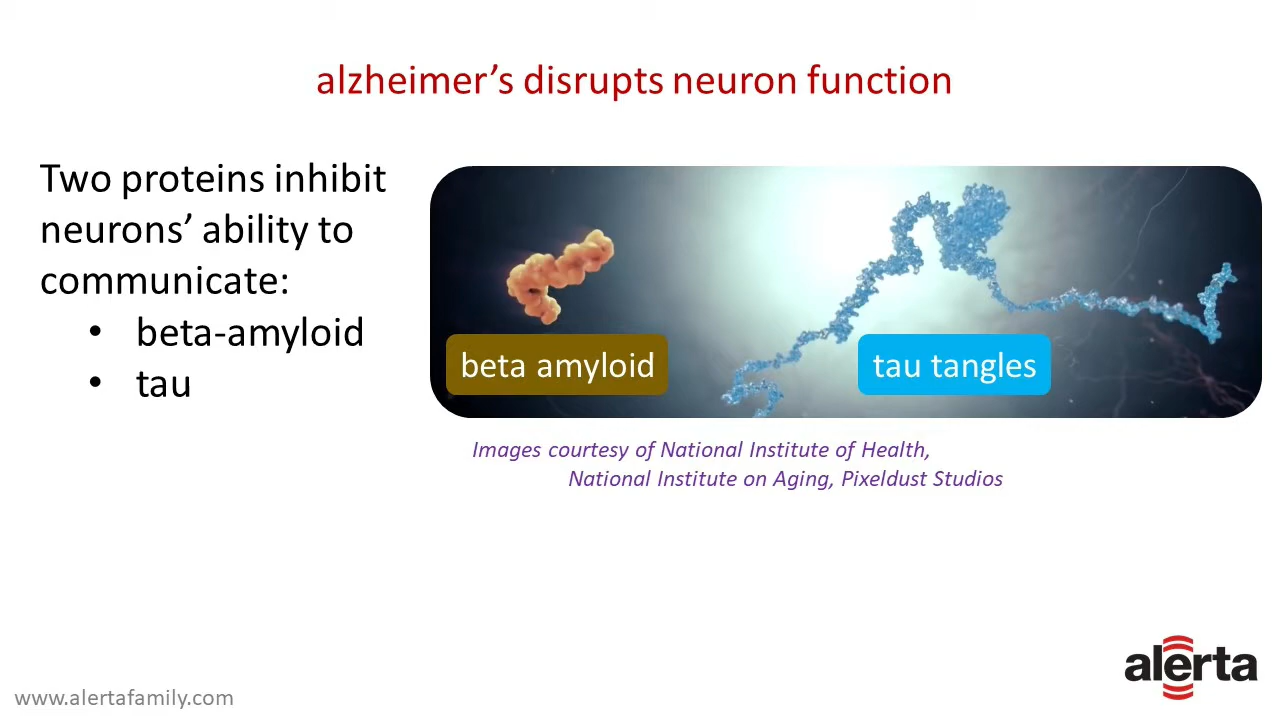 alzheimer’s disrupts neuron function
Two proteins inhibit
neurons’ ability to
communicate:
• beta-amyloid
• tau
beta amyloid
tau tangles
Images courtesy of National Institute of Health,
National Institute on Aging, Pixeldust Studios
alerta
www.alertafamily.com